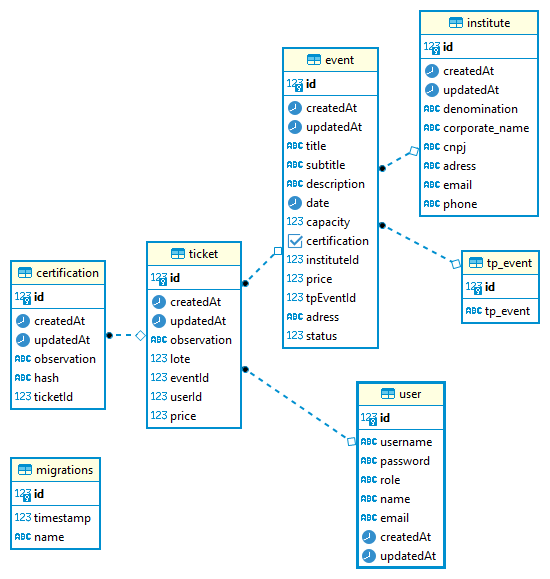 institute
123 id
createdAt
updatedAt
ABC denomination
ABC corporate_name
ABC cnpj
ABC adress
ABC email
ABC phone
event
123 id
createdAt
updatedAt
ABC title
ABC subtitle
ABC description
date
123 capacity
certification
123 instituteId
123 price
123 tpEventId
ABC adress
123 status
tp_event
123 id
ABC tp_event
ticket
123 id
createdAt
updatedAt
ABC observation
123 lote
123 eventId
123 userId
123 price
certification
123 id
createdAt
updatedAt
ABC observation
ABC hash
123 ticketId
user
123 id
ABC username
ABC password
ABC role
ABC name
ABC email
createdAt
updatedAt
migrations
123 id
123 timestamp
ABC name